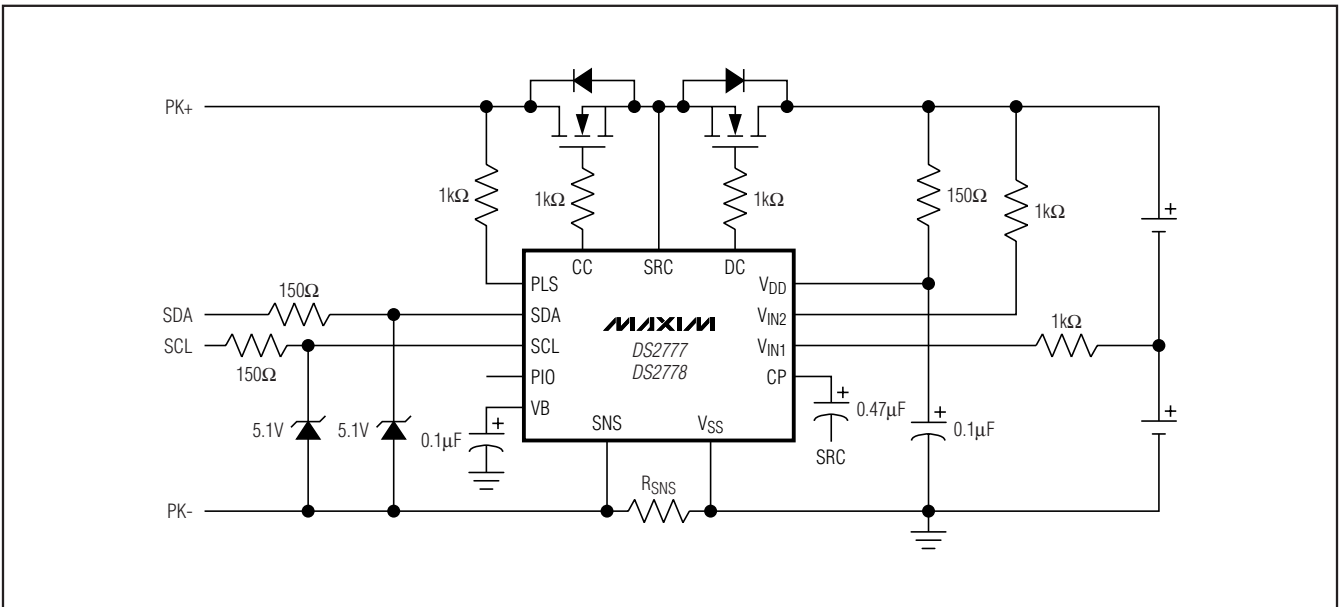 PK+
1kΩ
1kΩ
1kΩ
150Ω
1kΩ
+
CC
SRC
DC
PLS
VDD
150Ω
SDA
SDA
VIN2
MAXIM
1kΩ
SCL
SCL
DS2777
VIN1
150Ω
DS2778
PIO
CP
+
+
VB
0.47μF
5.1V
5.1V
0.1μF
+
SNS
VSS
SRC
+
0.1μF
RSNS
PK-